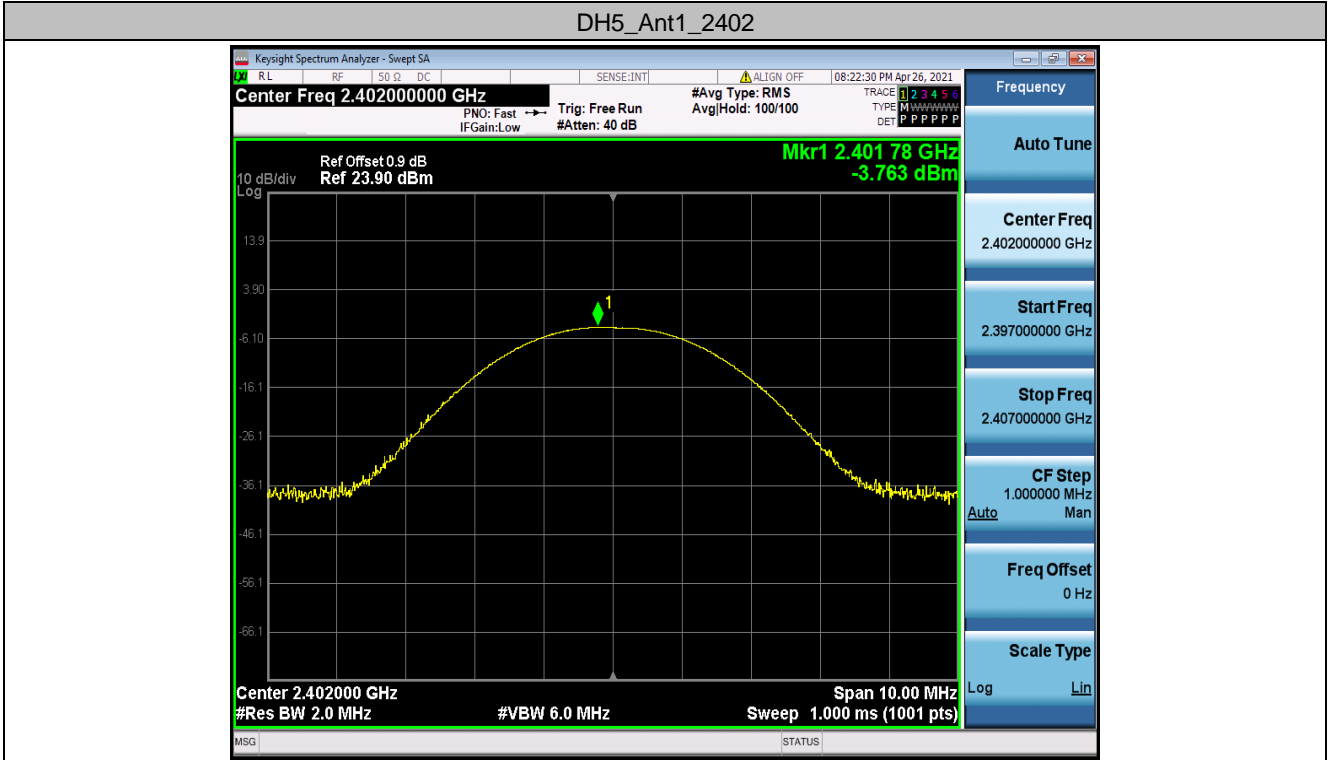 DH5_Ant1_2402
Keysight Spectrum Analyzer - Swept SA
LXI RL RF 50 Ω DC SENSE:INT ALIGN OFF 08:22:30 PM Apr 26, 2021
Center Freq 2.402000000 GHz
PNO: Fast
IFGain:Low
Trig: Free Run
#Atten: 40 dB
#Avg Type: RMS
Avg|Hold: 100/100
TRACE 1 2 3 4 5 6
TYPE M WWWWW
DET P P P P P P
Mkr1 2.401 78 GHz
-3.763 dBm
Ref Offset 0.9 dB
10 dB/div Ref 23.90 dBm
Log
13.9
3.90
-6.10
-16.1
-26.1
-36.1
-46.1
-56.1
-66.1
1
Center 2.402000 GHz Span 10.00 MHz
#Res BW 2.0 MHz #VBW 6.0 MHz Sweep 1.000 ms (1001 pts)
MSG STATUS
Frequency
Auto Tune
Center Freq
2.402000000 GHz
Start Freq
2.397000000 GHz
Stop Freq
2.407000000 GHz
CF Step
1.000000 MHz
Auto Man
Freq Offset
0 Hz
Scale Type
Log Lin